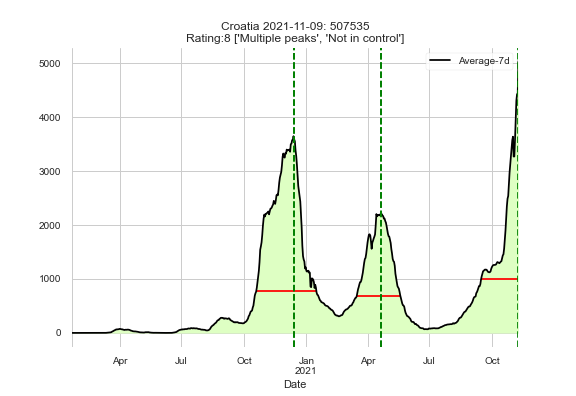 Croatia 2021-11-09: 507535
Rating:8 ['Multiple peaks', 'Not in control']
Average-7d
5000
4000
3000
2000
1000
0
Apr Jul Oct Jan Apr Jul Oct
2021
Date